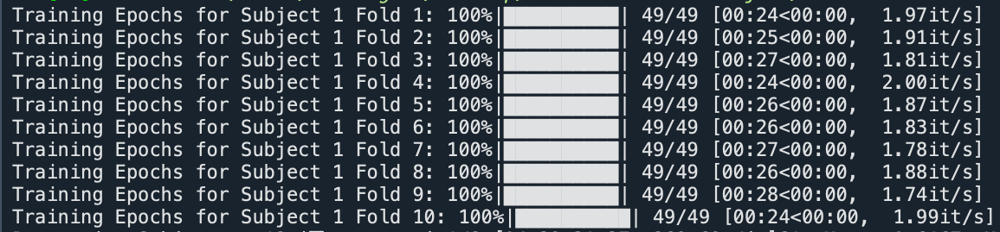 Training Epochs for Subject 1 Fold 1: 100%|██████████| 49/49 [00:24<00:00,  1.97it/s]
Training Epochs for Subject 1 Fold 2: 100%|██████████| 49/49 [00:25<00:00,  1.91it/s]
Training Epochs for Subject 1 Fold 3: 100%|██████████| 49/49 [00:27<00:00,  1.81it/s]
Training Epochs for Subject 1 Fold 4: 100%|██████████| 49/49 [00:24<00:00,  2.00it/s]
Training Epochs for Subject 1 Fold 5: 100%|██████████| 49/49 [00:26<00:00,  1.87it/s]
Training Epochs for Subject 1 Fold 6: 100%|██████████| 49/49 [00:26<00:00,  1.83it/s]
Training Epochs for Subject 1 Fold 7: 100%|██████████| 49/49 [00:27<00:00,  1.78it/s]
Training Epochs for Subject 1 Fold 8: 100%|██████████| 49/49 [00:26<00:00,  1.88it/s]
Training Epochs for Subject 1 Fold 9: 100%|██████████| 49/49 [00:28<00:00,  1.74it/s]
Training Epochs for Subject 1 Fold 10: 100%|██████████| 49/49 [00:24<00:00,  1.99it/s]